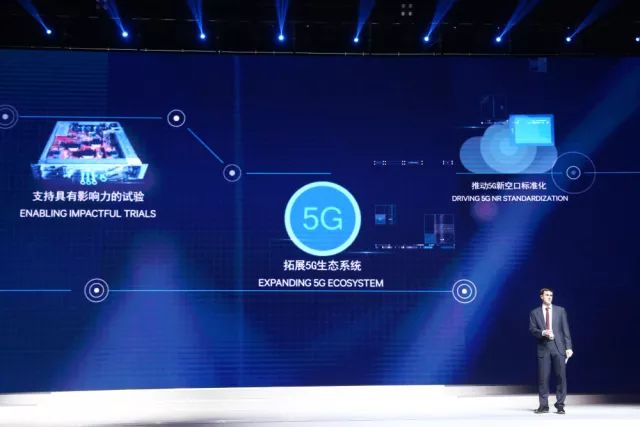 支持具有影响力的试验
ENABLING IMPACTFUL TRIALS
5G
拓展5G生态系统
EXPANDING 5G ECOSYSTEM
推动5G新空口标准化
DRIVING 5G NR STANDARDIZATION